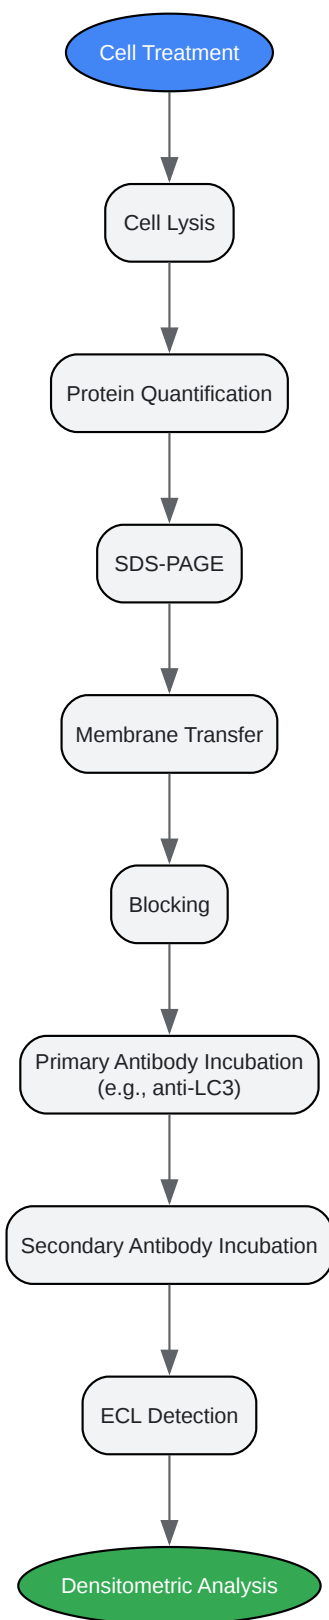 Cell Treatment
Cell Lysis
Protein Quantification
SDS-PAGE
Membrane Transfer
Blocking
Primary Antibody Incubation
(e.g., anti-LC3)
Secondary Antibody Incubation
ECL Detection
Densitometric Analysis